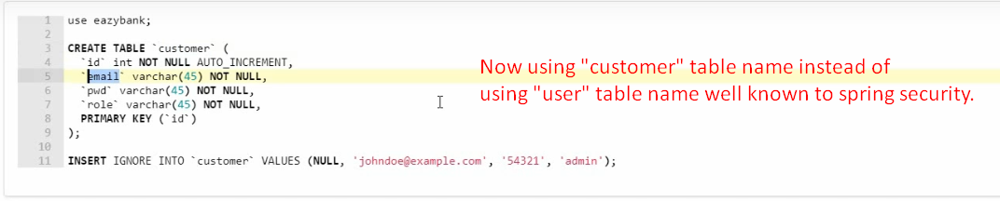 1 use eazybank;
2
3 CREATE TABLE `customer` (
4 `id` int NOT NULL AUTO_INCREMENT,
5 `email` varchar(45) NOT NULL,
6 `pwd` varchar(45) NOT NULL,
7 `role` varchar(45) NOT NULL,
8 PRIMARY KEY (`id`)
9 );
10
11 INSERT IGNORE INTO `customer` VALUES (NULL, 'johndoe@example.com', '54321', 'admin');
Now using "customer" table name instead of
using "user" table name well known to spring security.